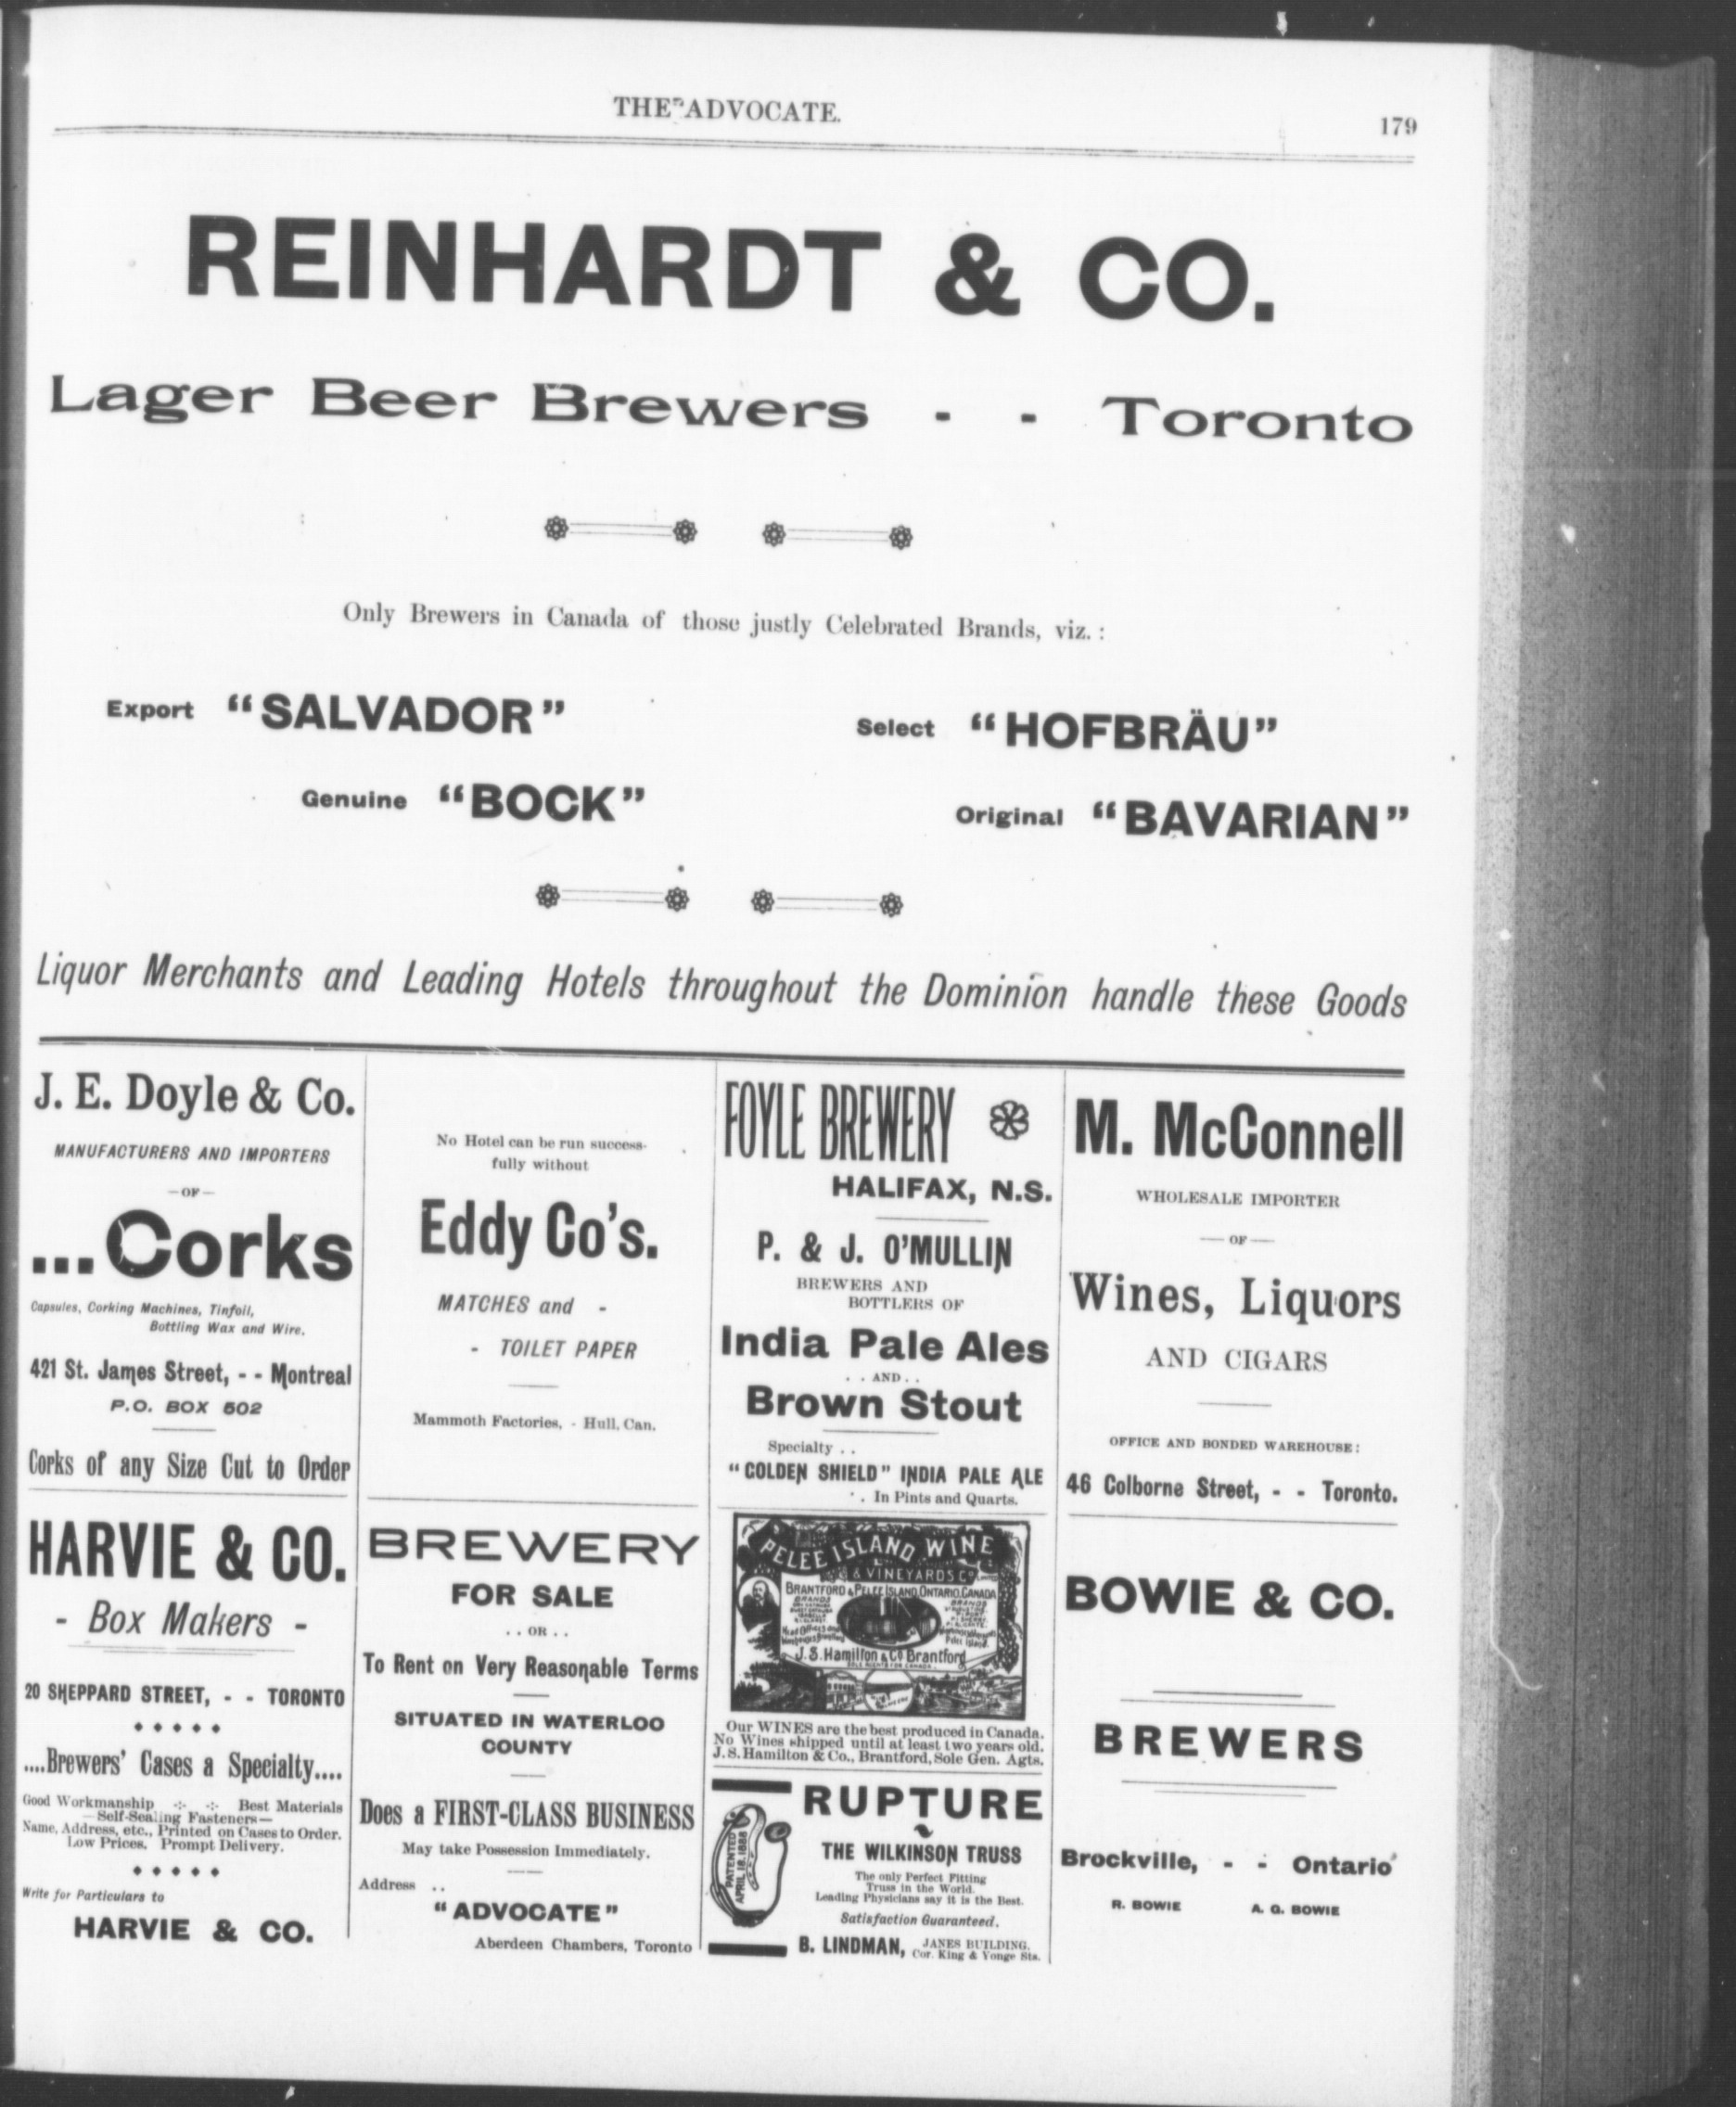 THE ADVOCATE.
179
REINHARDT & CO.
Lager Beer Brewers - - Toronto
Only Brewers in Canada of those justly Celebrated Brands, viz. :
Export "SALVADOR"
Select "HOFBRÄU"
Genuine "BOCK"
Original "BAVARIAN"
Liquor Merchants and Leading Hotels throughout the Dominion handle these Goods
J. E. Doyle & Co.
MANUFACTURERS AND IMPORTERS
—OF—
...Corks
Capsules, Corking Machines, Tinfoil,
Bottling Wax and Wire.
421 St. James Street, - - Montreal
P.O. BOX 502
Corks of any Size Cut to Order
HARVIE & CO.
- Box Makers -
20 SHEPPARD STREET, - - TORONTO
....Brewers' Cases a Specialty....
Good Workmanship Best Materials
—Self-Sealing Fasteners—
Name, Address, etc., Printed on Cases to Order.
Low Prices. Prompt Delivery.
Write for Particulars to
HARVIE & CO.
No Hotel can be run success-
fully without
Eddy Co's.
MATCHES and -
- TOILET PAPER
Mammoth Factories, - Hull, Can.
BREWERY
FOR SALE
. . OR . .
To Rent on Very Reasonable Terms
SITUATED IN WATERLOO
COUNTY
Does a FIRST-CLASS BUSINESS
May take Possession Immediately.
Address ..
"ADVOCATE"
Aberdeen Chambers, Toronto
FOYLE BREWERY
HALIFAX, N.S.
P. & J. O'MULLIN
BREWERS AND
BOTTLERS OF
India Pale Ales
. . AND . .
Brown Stout
Specialty . .
"GOLDEN SHIELD" INDIA PALE ALE
. . In Pints and Quarts.
PELEE ISLAND WINE
& VINEYARDS Co
BRANTFORD & PELEE ISLAND, ONTARIO, CANADA
BRANDS
BRANDS
Pelee Island.
J. S. Hamilton & Co Brantford
SOLE AGENTS FOR CANADA
Our WINES are the best produced in Canada.
No Wines shipped until at least two years old.
J. S. Hamilton & Co., Brantford, Sole Gen. Agts.
RUPTURE
THE WILKINSON TRUSS
PATENTED
APRIL 18. 1888
The only Perfect Fitting
Truss in the World.
Leading Physicians say it is the Best.
Satisfaction Guaranteed.
B. LINDMAN, JANES BUILDING,
Cor. King & Yonge Sts.
M. McConnell
WHOLESALE IMPORTER
— OF —
Wines, Liquors
AND CIGARS
OFFICE AND BONDED WAREHOUSE:
46 Colborne Street, - - Toronto.
BOWIE & CO.
BREWERS
Brockville, - - Ontario
R. BOWIE A. G. BOWIE